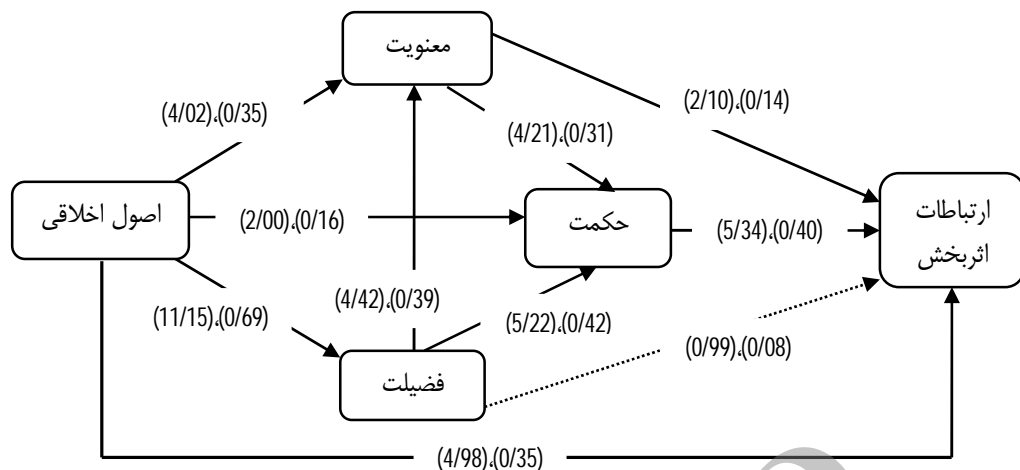 معنویت
(2/10)،(0/14)
(4/02)،(0/35)
(4/21)،(0/31)
اصول اخلاقی
(2/00)،(0/16)
حکمت
(5/34)،(0/40)
ارتباطات
اثربخش
(11/15)،(0/69)
(4/42)،(0/39)
(5/22)،(0/42)
(0/99)،(0/08)
فضیلت
(4/98)،(0/35)